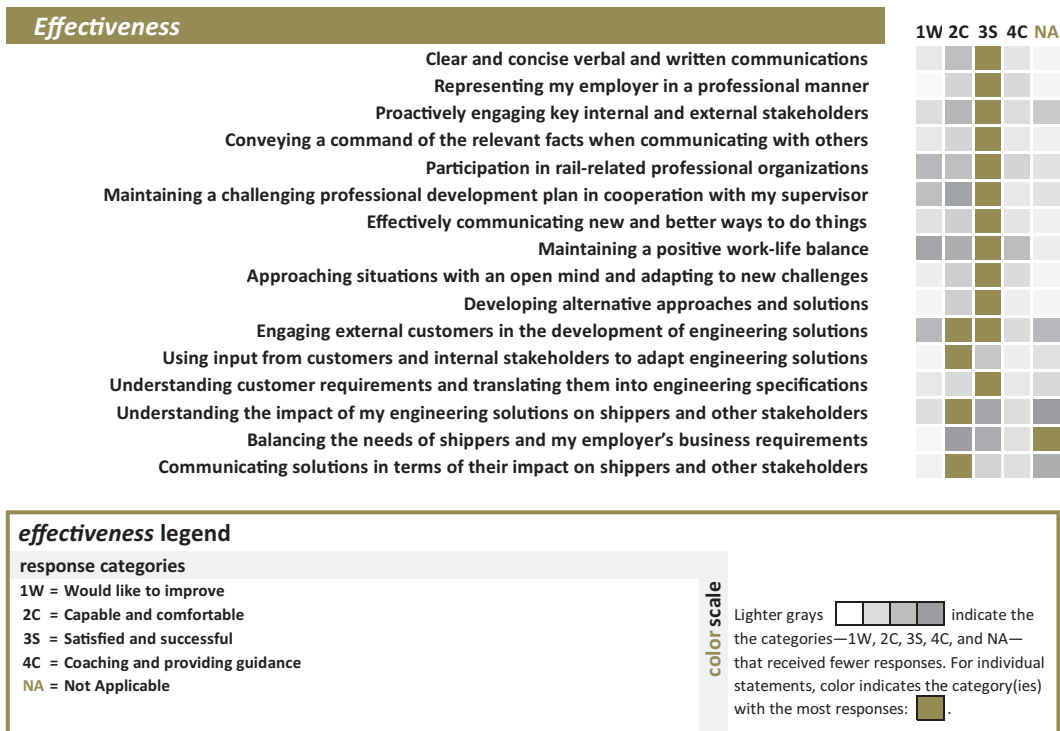 Effectiveness
1W 2C 3S 4C NA
Clear and concise verbal and written communications
Representing my employer in a professional manner
Proactively engaging key internal and external stakeholders
Conveying a command of the relevant facts when communicating with others
Participation in rail-related professional organizations
Maintaining a challenging professional development plan in cooperation with my supervisor
Effectively communicating new and better ways to do things
Maintaining a positive work-life balance
Approaching situations with an open mind and adapting to new challenges
Developing alternative approaches and solutions
Engaging external customers in the development of engineering solutions
Using input from customers and internal stakeholders to adapt engineering solutions
Understanding customer requirements and translating them into engineering specifications
Understanding the impact of my engineering solutions on shippers and other stakeholders
Balancing the needs of shippers and my employer's business requirements
Communicating solutions in terms of their impact on shippers and other stakeholders
effectiveness legend
response categories
1W = Would like to improve
2C = Capable and comfortable
3S = Satisfied and successful
4C = Coaching and providing guidance
NA = Not Applicable
color scale
Lighter grays indicate the
the categories—1W, 2C, 3S, 4C, and NA—
that received fewer responses. For individual
statements, color indicates the category(ies)
with the most responses: .